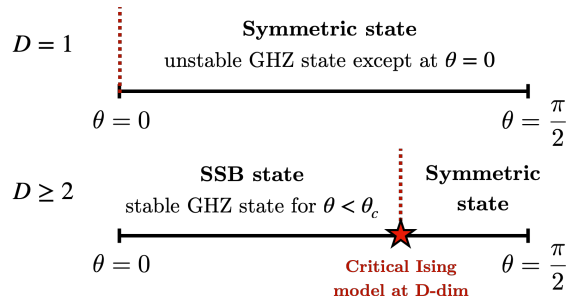 Symmetric state
D = 1
unstable GHZ state except at θ = 0
θ = 0
θ = π/2
SSB state
Symmetric state
D ≥ 2
stable GHZ state for θ < θ_c
θ = 0
Critical Ising model at D-dim
θ = π/2